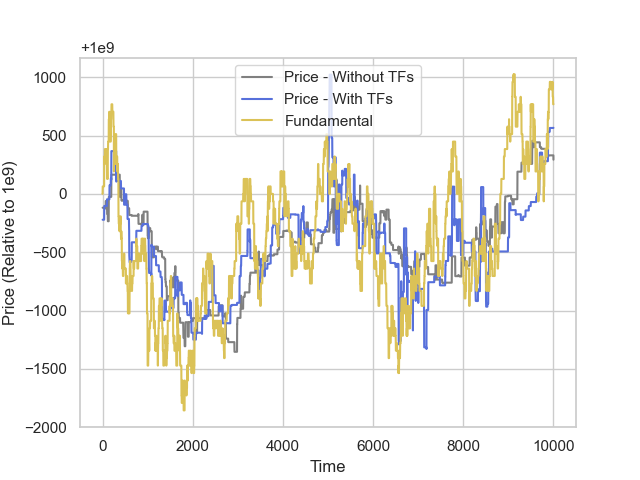 +1e9
1000
500
0
−500
−1000
−1500
−2000
Price (Relative to 1e9)
Price - Without TFs
Price - With TFs
Fundamental
0
2000
4000
6000
8000
10000
Time